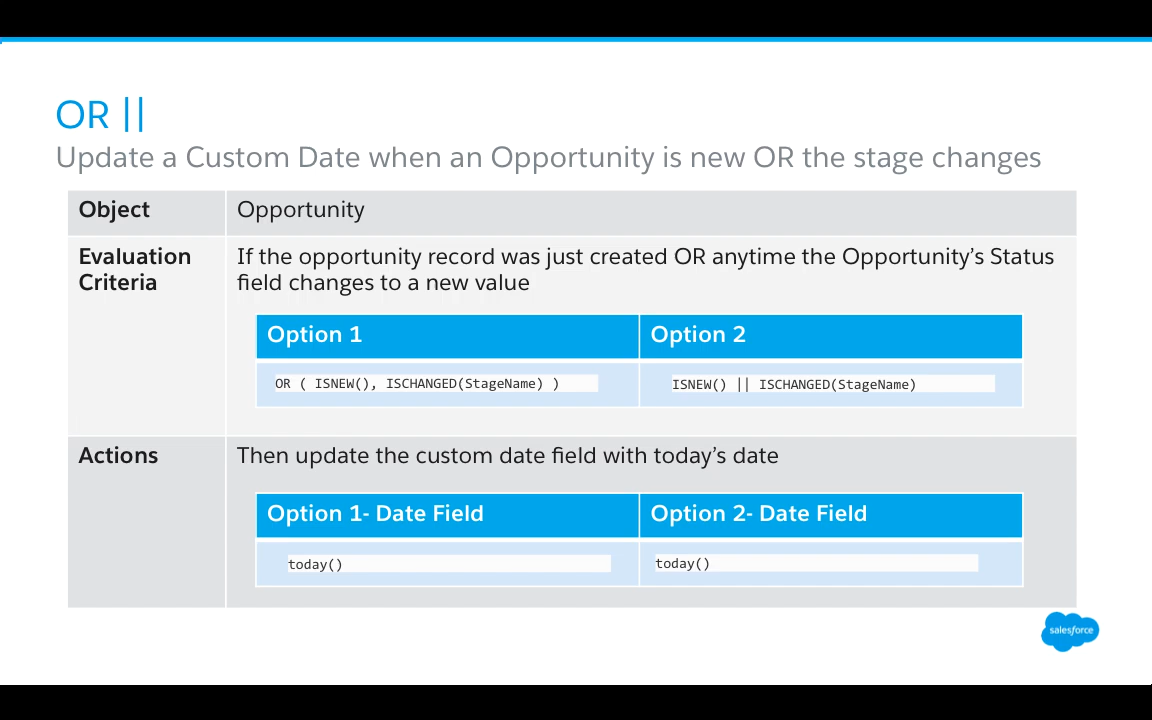 OR ||
Update a Custom Date when an Opportunity is new OR the stage changes
Object
Opportunity
Evaluation
Criteria
If the opportunity record was just created OR anytime the Opportunity’s Status
field changes to a new value
Option 1
Option 2
OR ( ISNEW(), ISCHANGED(StageName) )
ISNEW() || ISCHANGED(StageName)
Actions
Then update the custom date field with today’s date
Option 1- Date Field
Option 2- Date Field
today()
today()
salesforce